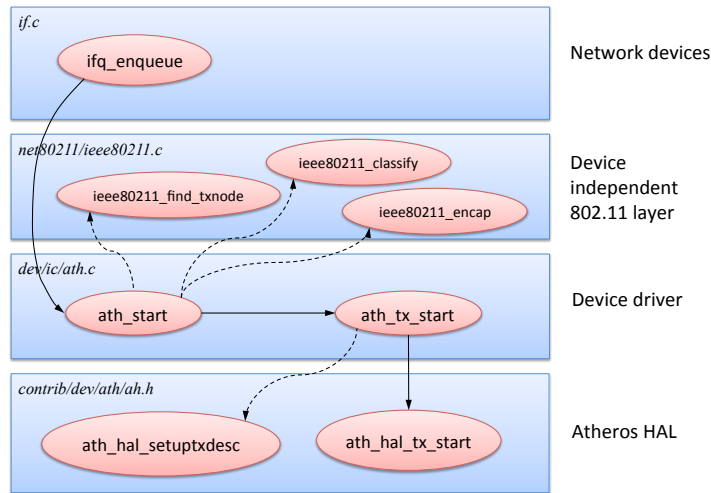 if.c
ifq_enqueue
Network devices
net80211/ieee80211.c
ieee80211_classify
ieee80211_find_txnode
ieee80211_encap
Device
independent
802.11 layer
dev/ic/ath.c
ath_start
ath_tx_start
Device driver
contrib/dev/ath/ah.h
ath_hal_setuptxdesc
ath_hal_tx_start
Atheros HAL